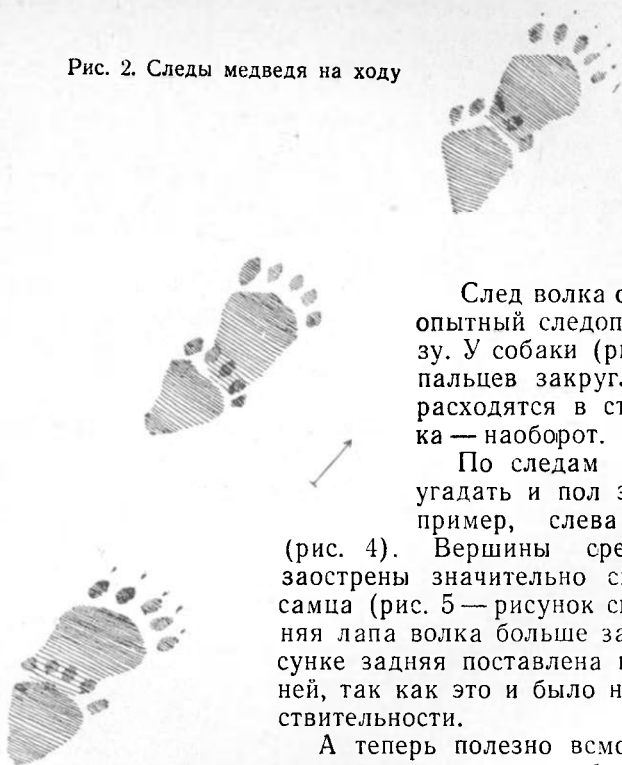 Рис. 2. Следы медведя на ходу
След волка
опытный следоп
зу. У собаки (ри
пальцев закруг
расходятся в ст
ка — наоборот.
По следам
угадать и пол з
пример, слева
(рис. 4). Вершины сре
заострены значительно с
самца (рис. 5 — рисунок с
няя лапа волка больше за
сунке задняя поставлена
ней, так как это и было н
ствительности.
А теперь полезно всмо